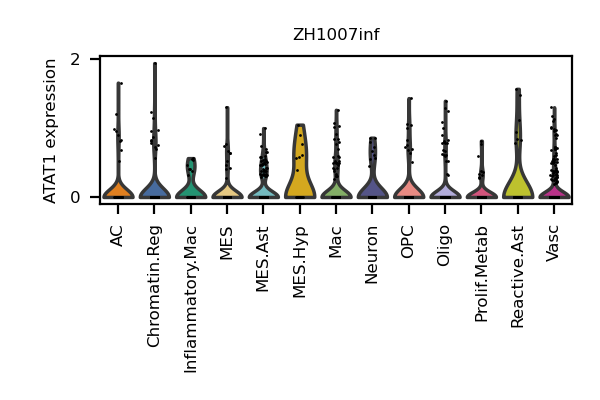 ZH1007inf
ATAT1 expression
2
0
AC
Chromatin.Reg
Inflammatory.Mac
MES
MES.Ast
MES.Hyp
Mac
Neuron
OPC
Oligo
Prolif.Metab
Reactive.Ast
Vasc